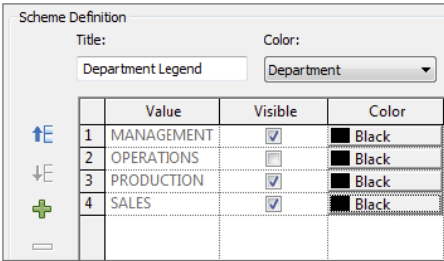 Scheme Definition
Title: Color:
Department Legend Department
Value Visible Color
1 MANAGEMENT Black
2 OPERATIONS Black
3 PRODUCTION Black
4 SALES Black